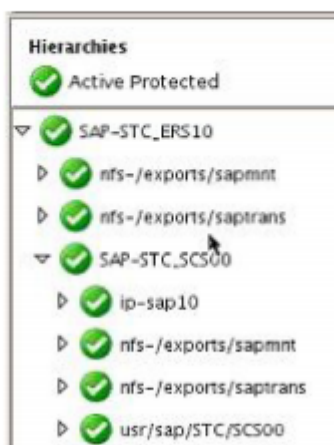 Hierarchies
Active Protected
SAP-STC_ERS10
nfs-/exports/sapmnt
nfs-/exports/saptrans
SAP-STC_SCS00
ip-sap10
nfs-/exports/sapmnt
nfs-/exports/saptrans
usr/sap/STC/SCS00